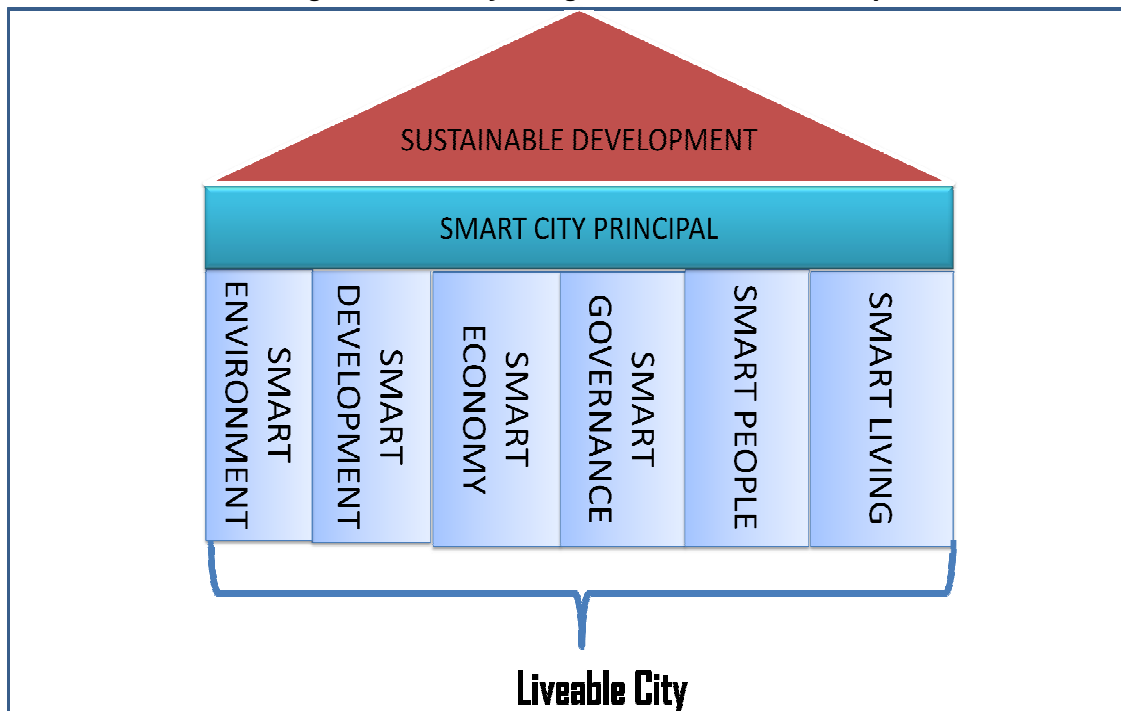 SUSTAINABLE DEVELOPMENT
SMART CITY PRINCIPAL
SMART
ENVIRONMENT
SMART
DEVELOPMENT
SMART
ECONOMY
SMART
GOVERNANCE
SMART PEOPLE
SMART LIVING
Liveable City